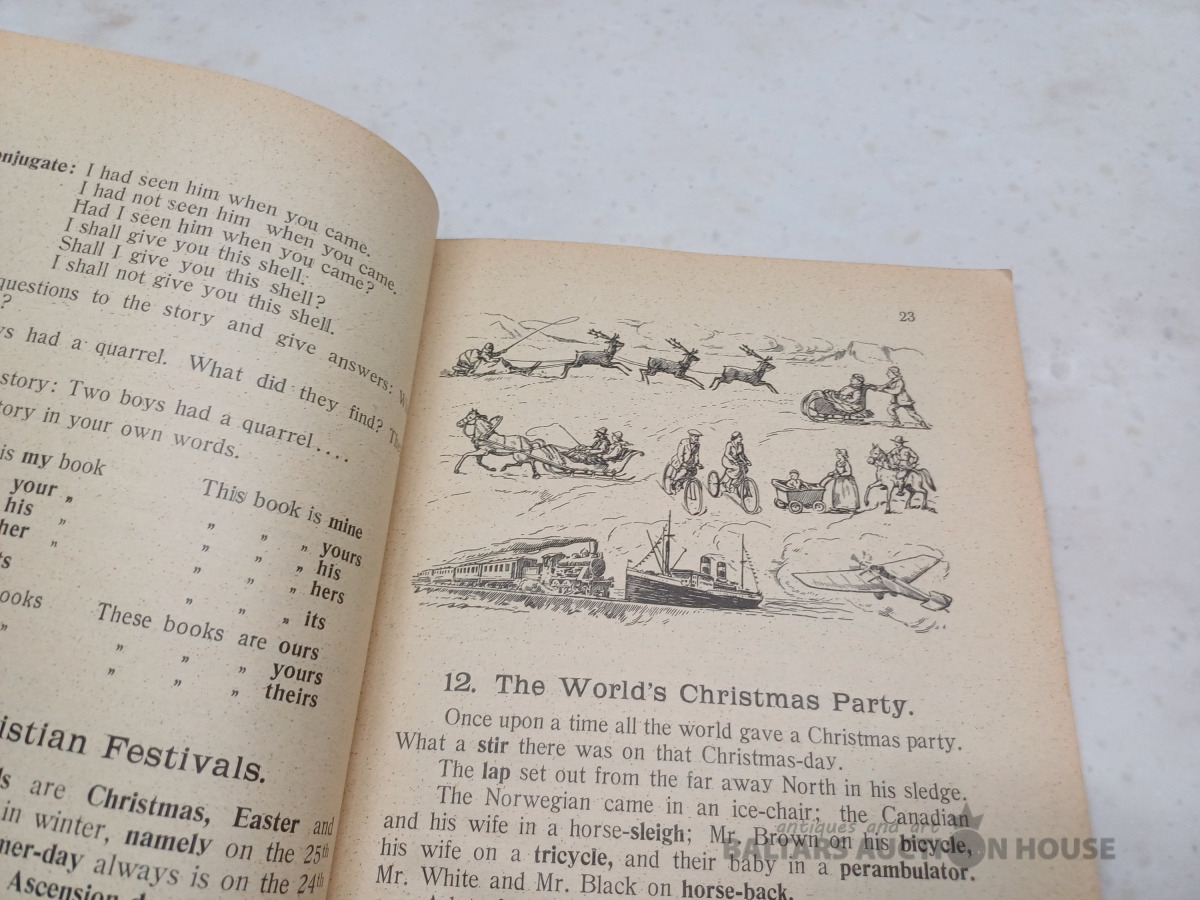 onjugate: I had seen him when you came.
I had not seen him when you came.
Had I seen him when you came?
I shall give you this shell.
Shall I give you this shell?
I shall not give you this shell.
questions to the story and give answers:
?
ys had a quarrel. What did they find?
story: Two boys had a quarrel....
tory in your own words.
is my book This book is mine
your „ „ „ „ yours
his „ „ „ „ his
her „ „ „ „ hers
ts „ „ „ its
ooks These books are ours
„ „ „ „ yours
„ „ „ theirs
istian Festivals.
ls are Christmas, Easter and
in winter, namely on the 25th
mer-day always is on the 24th
Ascension-
23
12. The World's Christmas Party.
Once upon a time all the world gave a Christmas party.
What a stir there was on that Christmas-day.
The lap set out from the far away North in his sledge.
The Norwegian came in an ice-chair; the Canadian
and his wife in a horse-sleigh; Mr. Brown on his bicycle,
his wife on a tricycle, and their baby in a perambulator.
Mr. White and Mr. Black on horse-back.
antiques and art
BALTARS AUCTION HOUSE